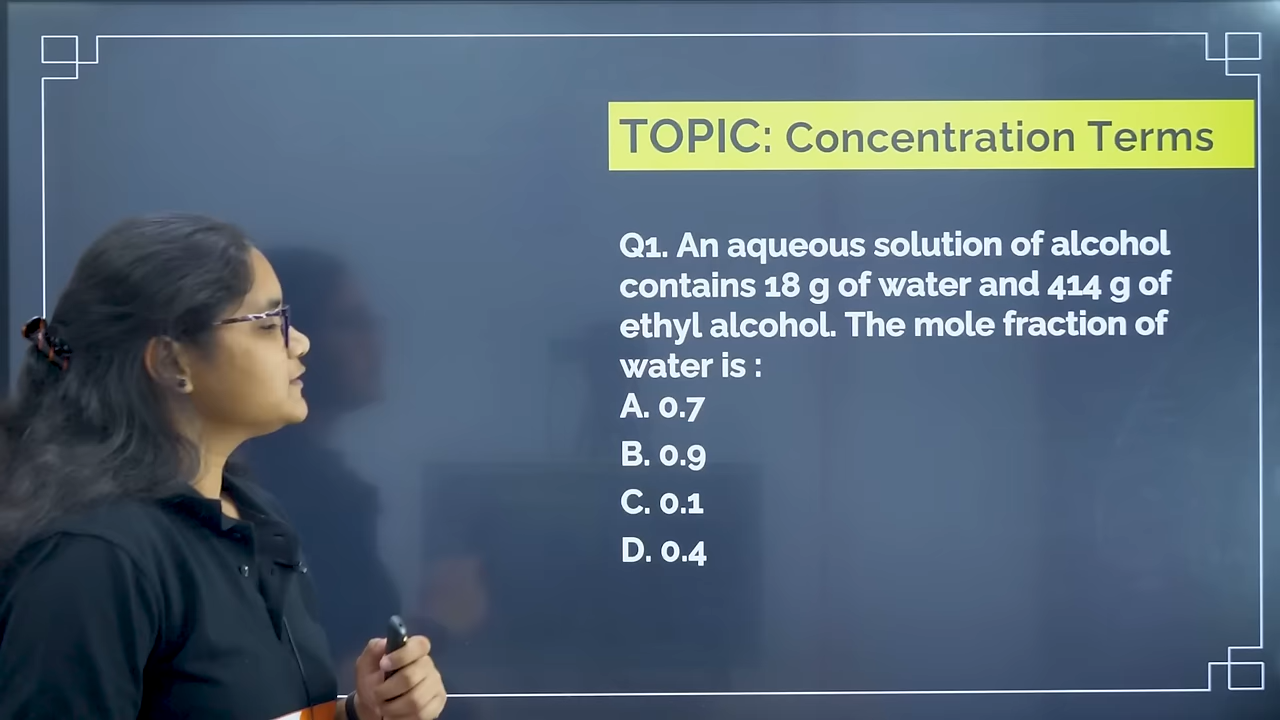 TOPIC: Concentration Terms
Q1. An aqueous solution of alcohol
contains 18 g of water and 414 g of
ethyl alcohol. The mole fraction of
water is :
A. 0.7
B. 0.9
C. 0.1
D. 0.4